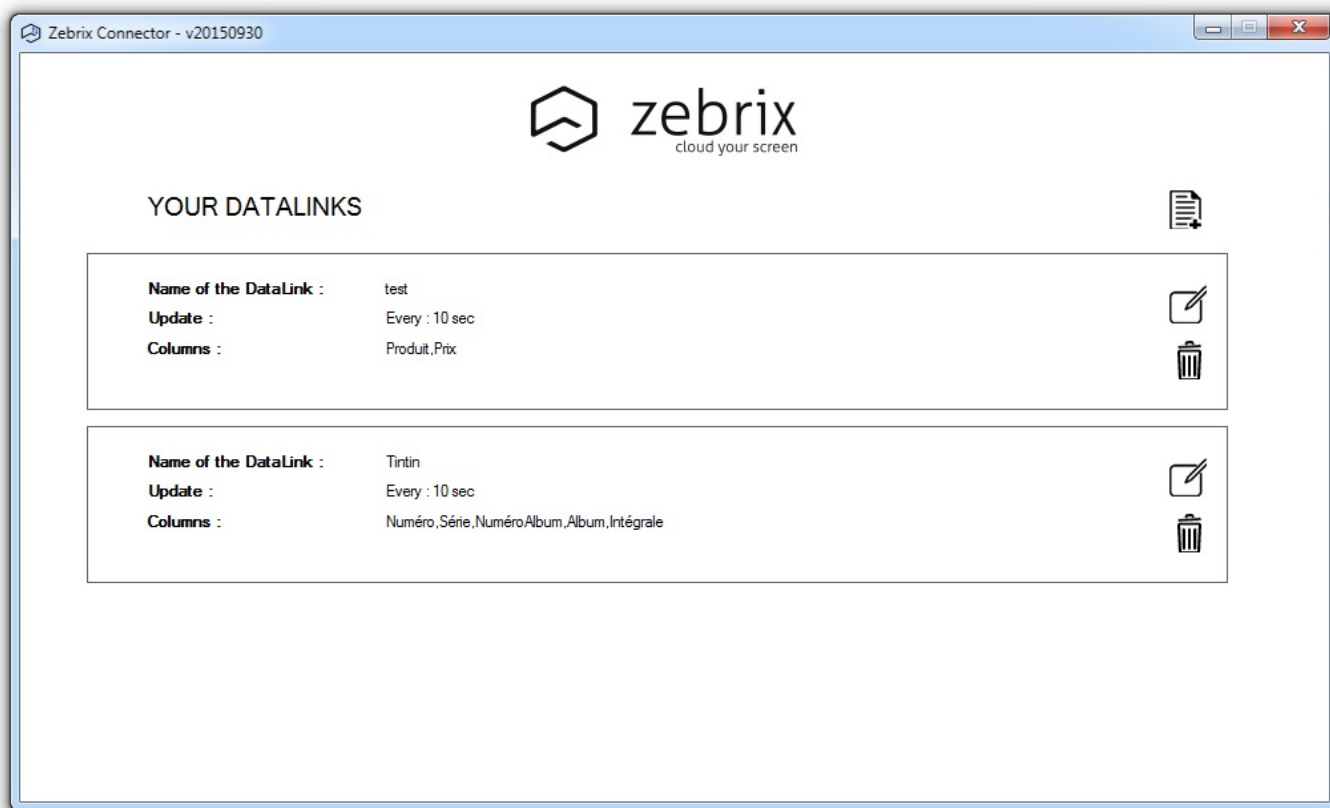 Zebrix Connector - v20150930
zebrix
cloud your screen
YOUR DATALINKS
Name of the DataLink : test
Update : Every : 10 sec
Columns : Produit,Prix
Name of the DataLink : Tintin
Update : Every : 10 sec
Columns : Numéro,Série,NuméroAlbum,Album,Intégrale